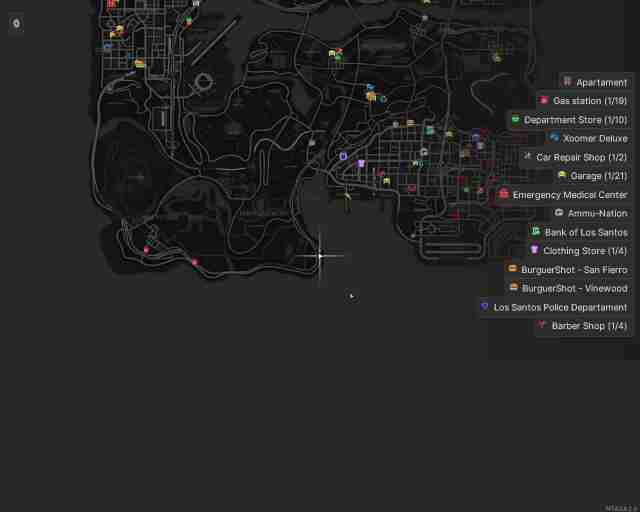 Apartament
Gas station (1/19)
Department Store (1/10)
Xoomer Deluxe
Car Repair Shop (1/2)
Garage (1/21)
Emergency Medical Center
Ammu-Nation
Bank of Los Santos
Clothing Store (1/4)
BurguerShot - San Fierro
BurguerShot - Vinewood
Los Santos Police Departament
Barber Shop (1/4)